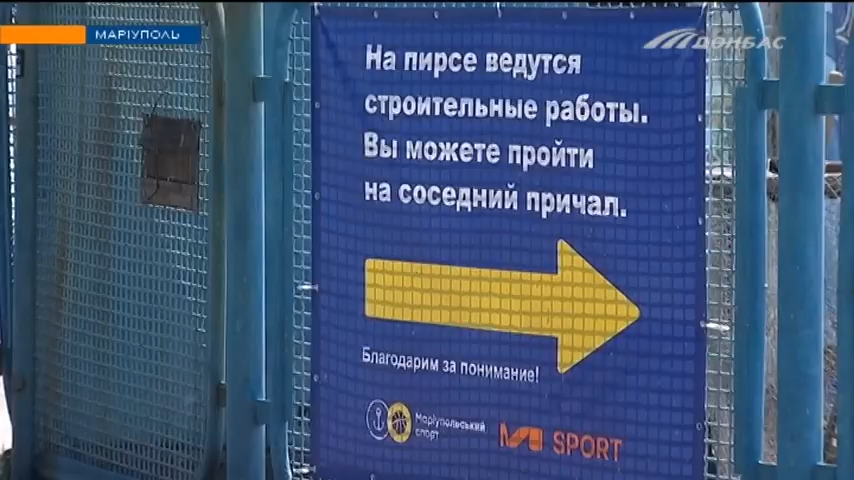 МАРІУПОЛЬ
ДОНБАС
На пирсе ведутся
строительные работы.
Вы можете пройти
на соседний причал.
Благодарим за понимание!
Маріупольський
спорт
SPORT